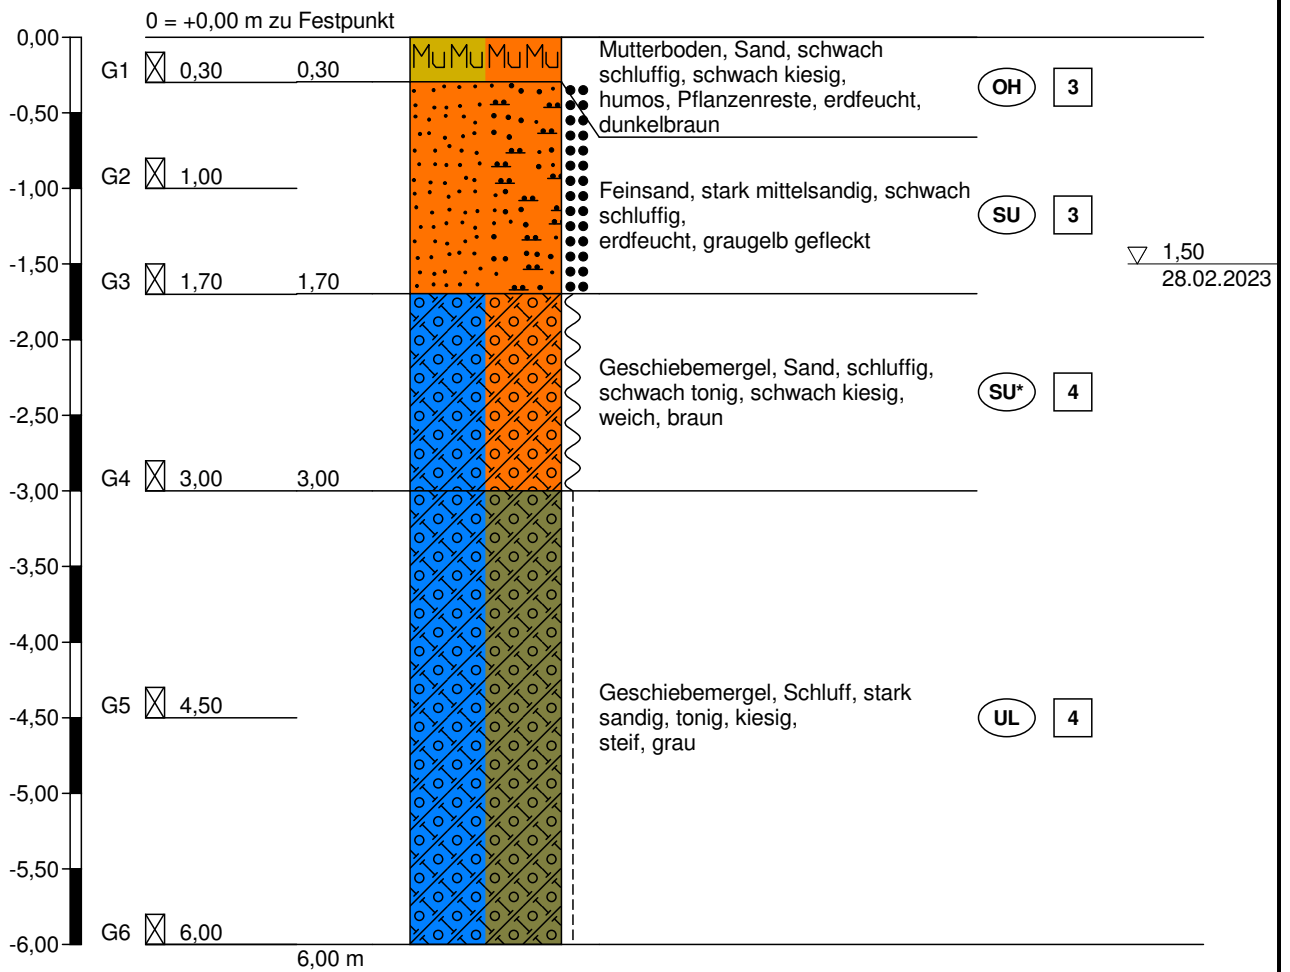 0 = +0,00 m zu Festpunkt
0,00
Mu Mu Mu Mu
Mutterboden, Sand, schwach
schluffig, schwach kiesig,
humos, Pflanzenreste, erdfeucht,
dunkelbraun
OH 3
G1 0,30 0,30
-0,50
G2 1,00
-1,00
Feinsand, stark mittelsandig, schwach
schluffig,
erdfeucht, graugelb gefleckt
SU 3
1,50
28.02.2023
-1,50
G3 1,70 1,70
-2,00
Geschiebemergel, Sand, schluffig,
schwach tonig, schwach kiesig,
weich, braun
SU* 4
-2,50
G4 3,00 3,00
-3,00
-3,50
-4,00
G5 4,50
-4,50
Geschiebemergel, Schluff, stark
sandig, tonig, kiesig,
steif, grau
UL 4
-5,00
-5,50
G6 6,00
-6,00
6,00 m